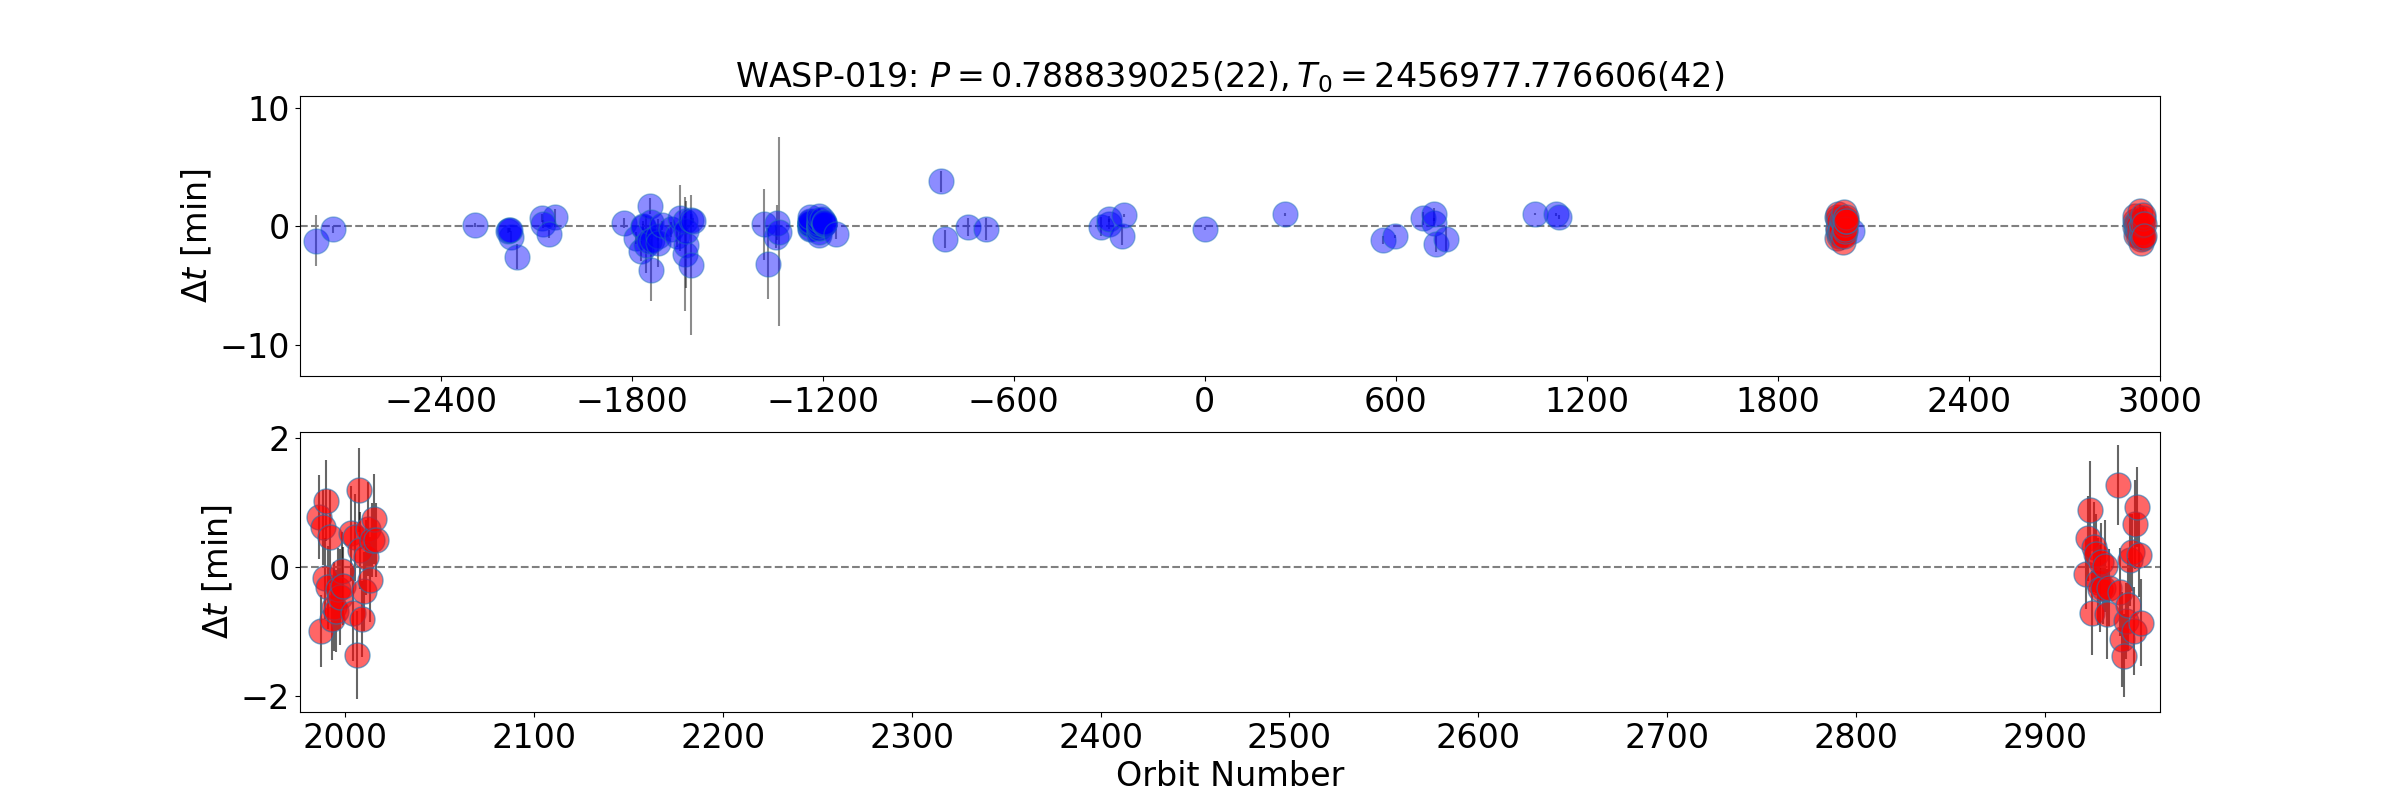 WASP-019: P = 0.788839025(22), T₀ = 2456977.776606(42)
10
0
−10
Δt [min]
−2400 −1800 −1200 −600 0 600 1200 1800 2400 3000
2
0
−2
Δt [min]
2000 2100 2200 2300 2400 2500 2600 2700 2800 2900
Orbit Number